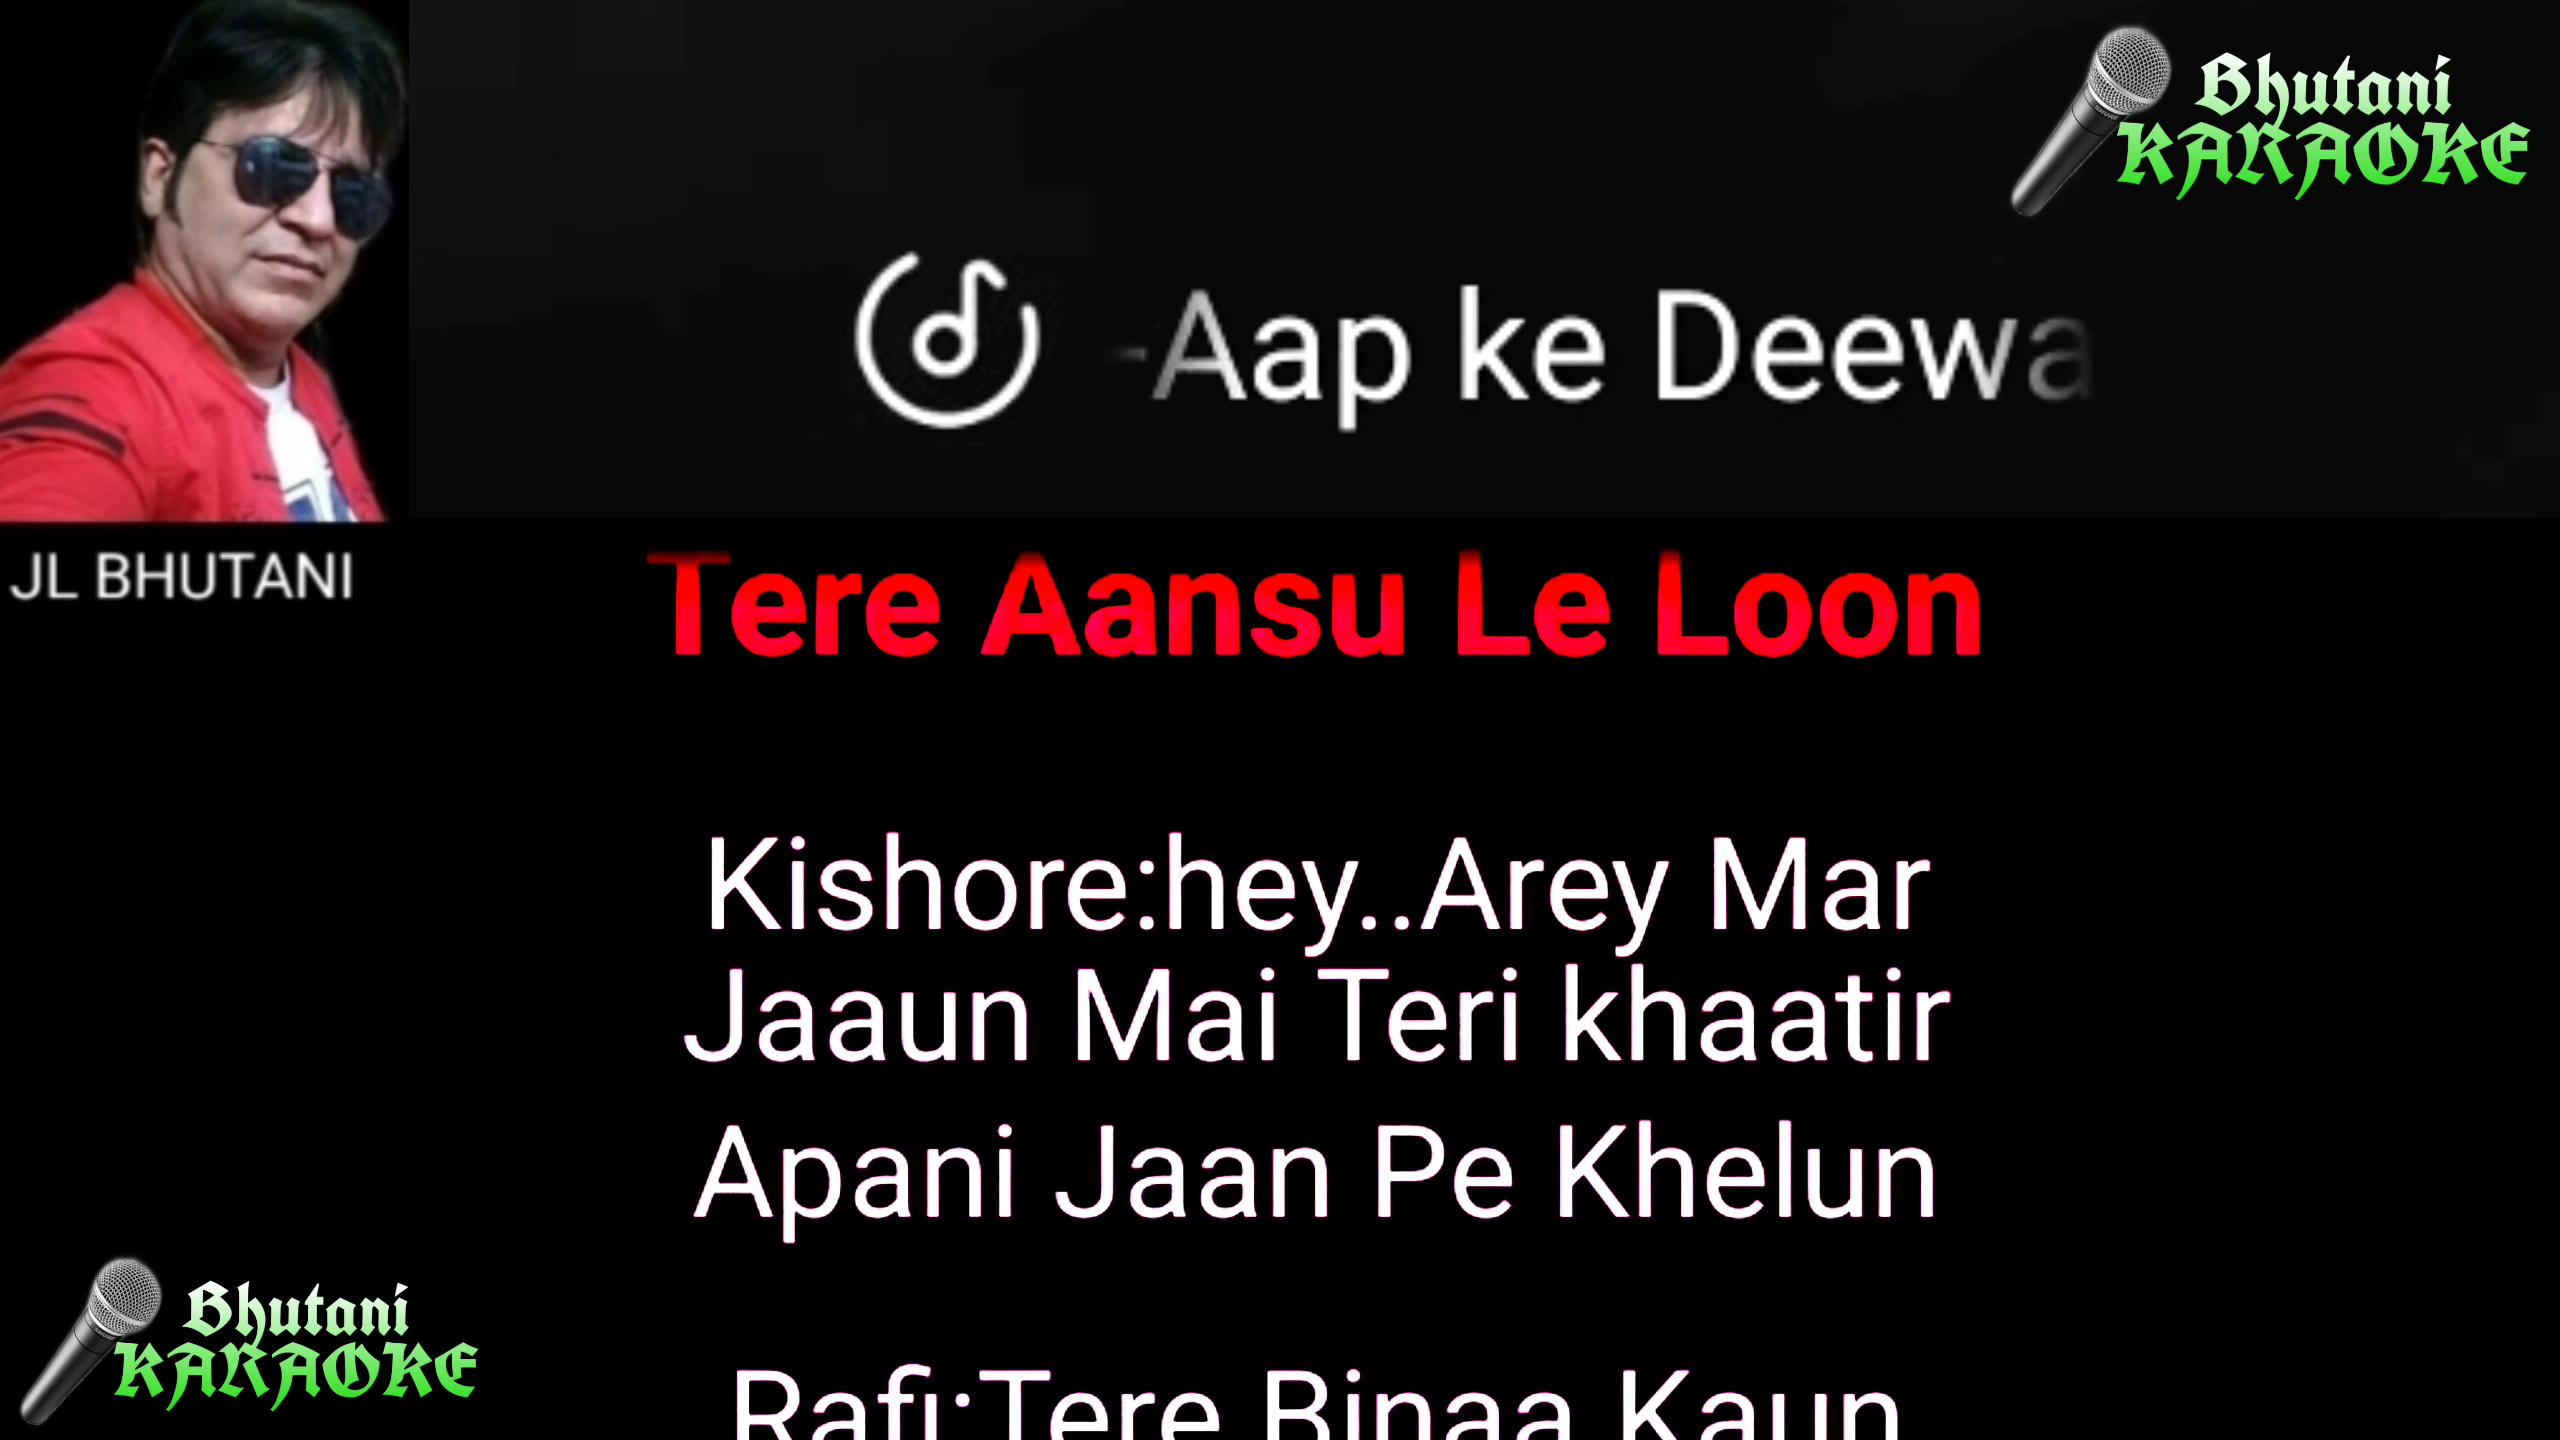 Bhutani
KARAOKE
-Aap ke Deewa
JL BHUTANI
Tere Aansu Le Loon
Kishore:hey..Arey Mar
Jaaun Mai Teri khaatir
Apani Jaan Pe Khelun
Bhutani
KARAOKE
Rafi:Tere Binaa Kaun